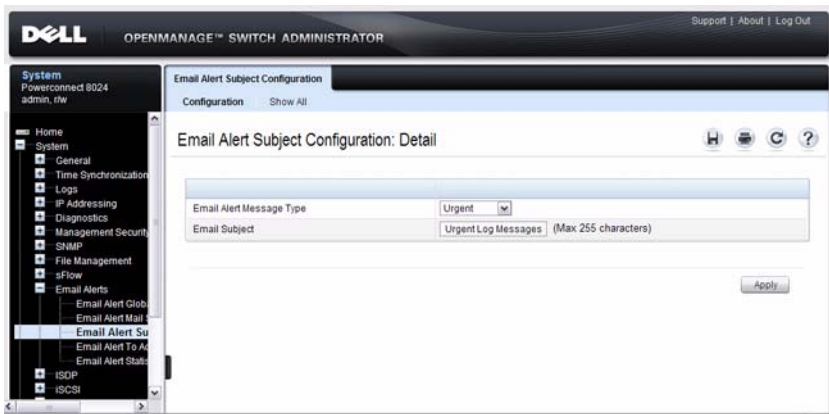 Support | About | Log Out
DELL
OPENMANAGE™ SWITCH ADMINISTRATOR
System
Powerconnect 8024
admin, r/w
Home
System
General
Time Synchronization
Logs
IP Addressing
Diagnostics
Management Security
SNMP
File Management
sFlow
Email Alerts
Email Alert Glob
Email Alert Mail S
Email Alert Su
Email Alert To Ad
Email Alert Statis
ISDP
iSCSI
Email Alert Subject Configuration
Configuration Show All
Email Alert Subject Configuration: Detail
Email Alert Message Type Urgent
Email Subject Urgent Log Messages (Max 255 characters)
Apply